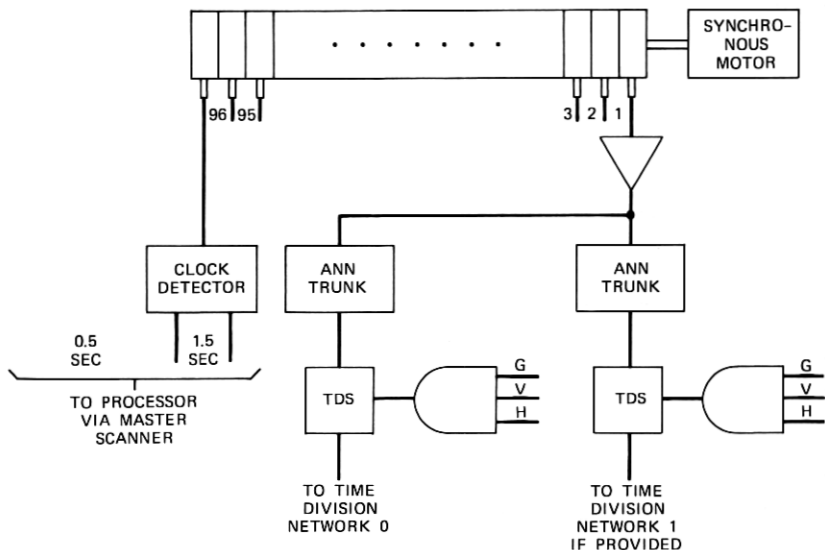 SYNCHRO-
NOUS
MOTOR
96 95
3 2 1
CLOCK
DETECTOR
ANN
TRUNK
ANN
TRUNK
0.5
SEC
1.5
SEC
TO PROCESSOR
VIA MASTER
SCANNER
TDS
G
V
H
TDS
G
V
H
TO TIME
DIVISION
NETWORK 0
TO TIME
DIVISION
NETWORK 1
IF PROVIDED